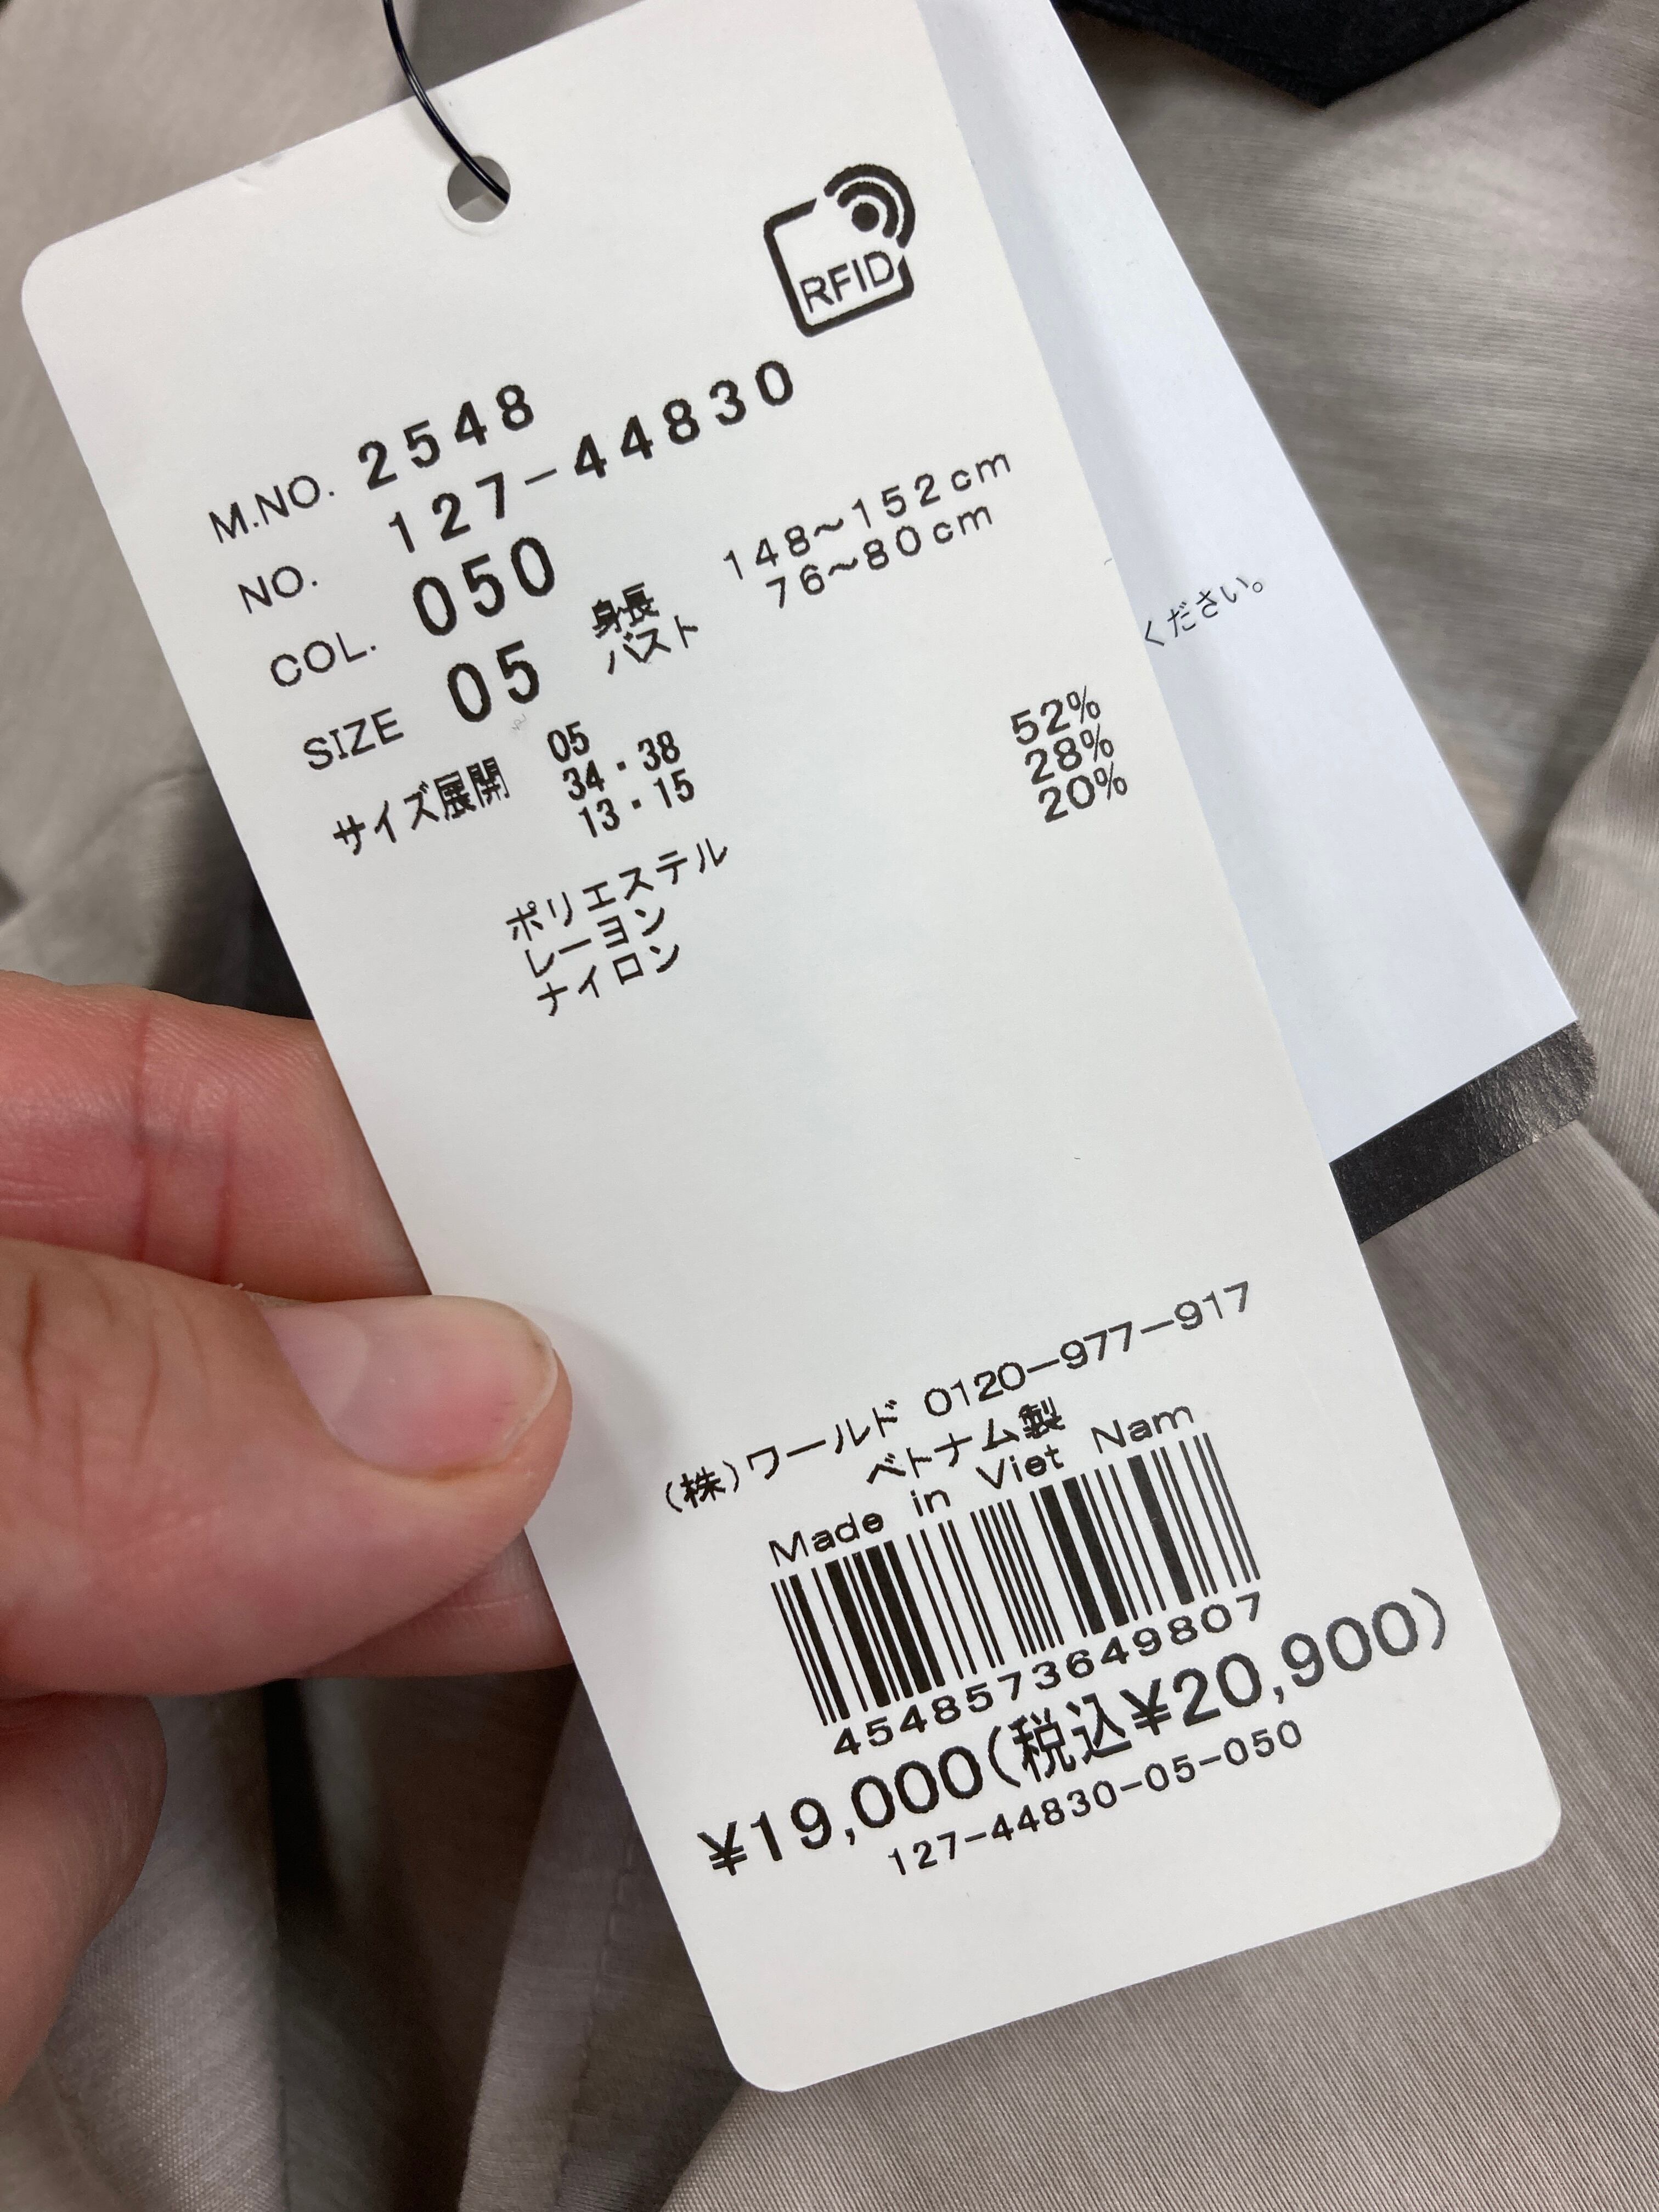 RFID
M.NO. 2548
NO. 127-44830
COL. 050
SIZE 05 身長 148~152cm
バスト 76~80cm
サイズ展開 05
34・38
13・15
ポリエステル 52%
レーヨン 28%
ナイロン 20%
(株)ワールド 0120-977-917
ベトナム製
Made in Viet Nam
4548573649807
¥19,000(税込¥20,900)
127-44830-05-050
ください。